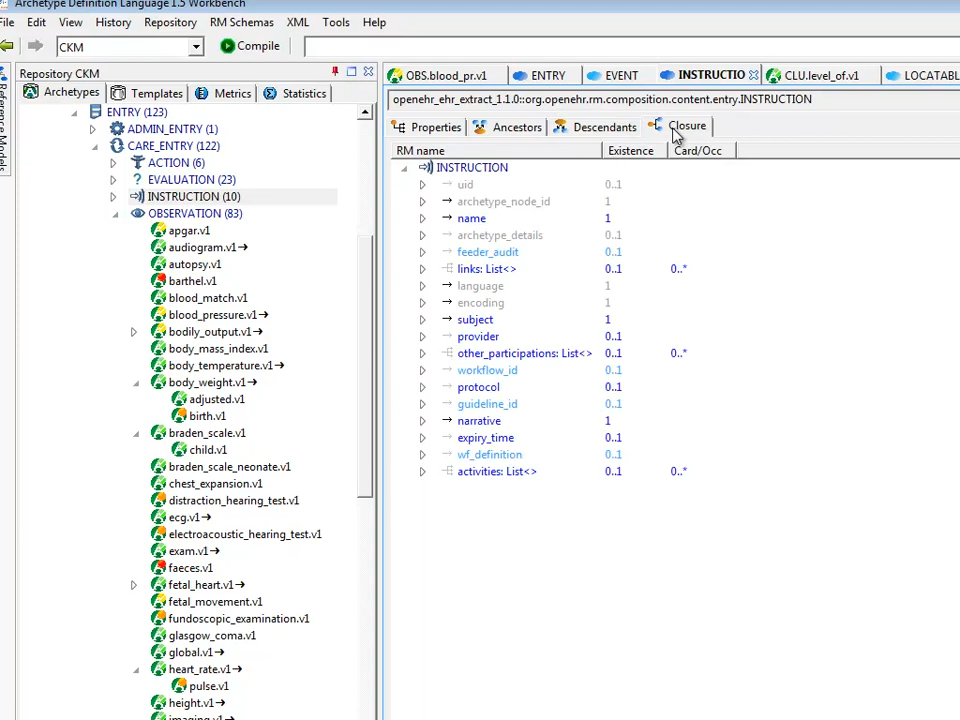 Archetype Definition Language 1.5 Workbench
File Edit View History Repository RM Schemas XML Tools Help
CKM Compile
Reference Models
Repository CKM
Archetypes Templates Metrics Statistics
ENTRY (123)
ADMIN_ENTRY (1)
CARE_ENTRY (122)
ACTION (6)
EVALUATION (23)
INSTRUCTION (10)
OBSERVATION (83)
apgar.v1
audiogram.v1
autopsy.v1
barthel.v1
blood_match.v1
blood_pressure.v1
bodily_output.v1
body_mass_index.v1
body_temperature.v1
body_weight.v1
adjusted.v1
birth.v1
braden_scale.v1
child.v1
braden_scale_neonate.v1
chest_expansion.v1
distraction_hearing_test.v1
ecg.v1
electroacoustic_hearing_test.v1
exam.v1
faeces.v1
fetal_heart.v1
fetal_movement.v1
fundoscopic_examination.v1
glasgow_coma.v1
global.v1
heart_rate.v1
pulse.v1
height.v1
imaging.v1
OBS.blood_pr.v1 ENTRY EVENT INSTRUCTIO CLU.level_of.v1 LOCATABL
openehr_ehr_extract_1.1.0::org.openehr.rm.composition.content.entry.INSTRUCTION
Properties Ancestors Descendants Closure
RM name Existence Card/Occ
INSTRUCTION
uid 0..1
archetype_node_id 1
name 1
archetype_details 0..1
feeder_audit 0..1
links: List<> 0..1 0..*
language 1
encoding 1
subject 1
provider 0..1
other_participations: List<> 0..1 0..*
workflow_id 0..1
protocol 0..1
guideline_id 0..1
narrative 1
expiry_time 0..1
wf_definition 0..1
activities: List<> 0..1 0..*